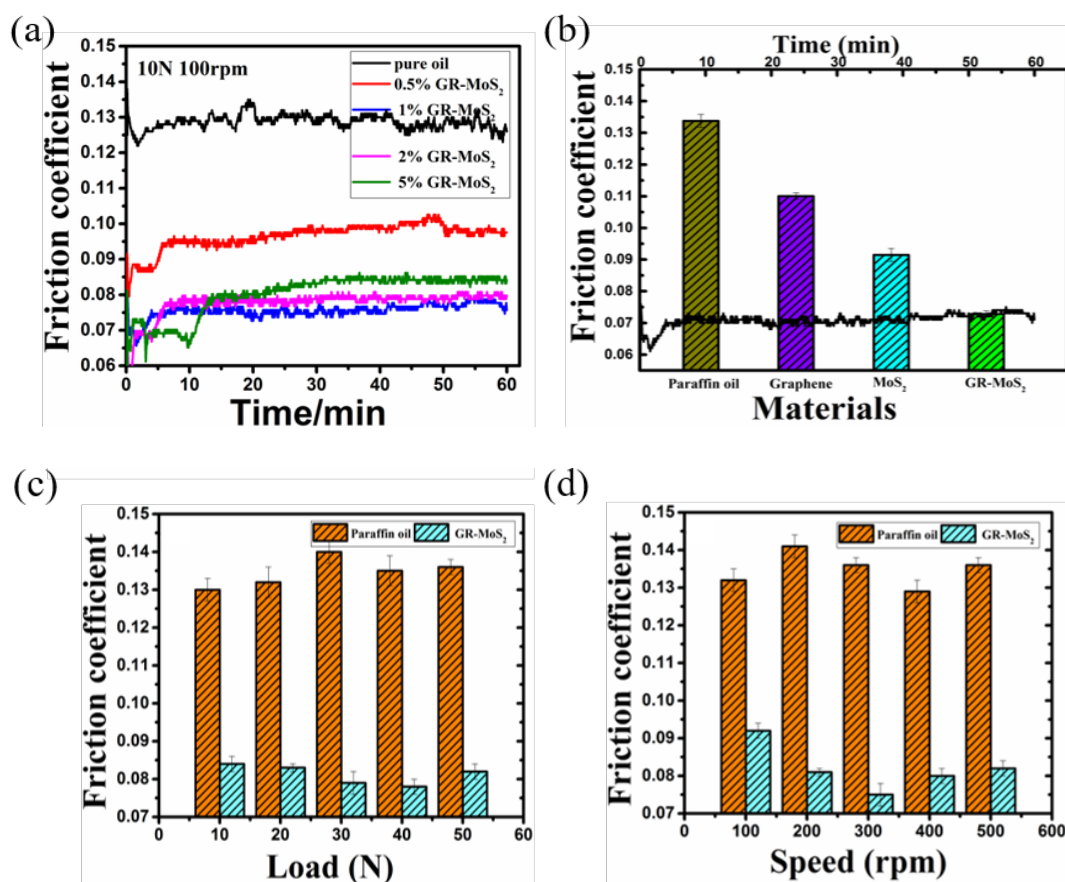 (a)
0.15
0.14
0.13
0.12
0.11
0.10
0.09
0.08
0.07
0.06
Friction coefficient
10N 100rpm
pure oil
0.5% GR-MoS₂
1% GR-MoS₂
2% GR-MoS₂
5% GR-MoS₂
0 10 20 30 40 50 60
Time/min
(b)
Time (min)
0 10 20 30 40 50 60
0.15
0.14
0.13
0.12
0.11
0.10
0.09
0.08
0.07
0.06
Friction coefficient
Paraffin oil Graphene MoS₂ GR-MoS₂
Materials
(c)
0.15
0.14
0.13
0.12
0.11
0.10
0.09
0.08
0.07
Friction coefficient
Paraffin oil GR-MoS₂
0 10 20 30 40 50 60
Load (N)
(d)
0.15
0.14
0.13
0.12
0.11
0.10
0.09
0.08
0.07
Friction coefficient
Paraffin oil GR-MoS₂
0 100 200 300 400 500 600
Speed (rpm)